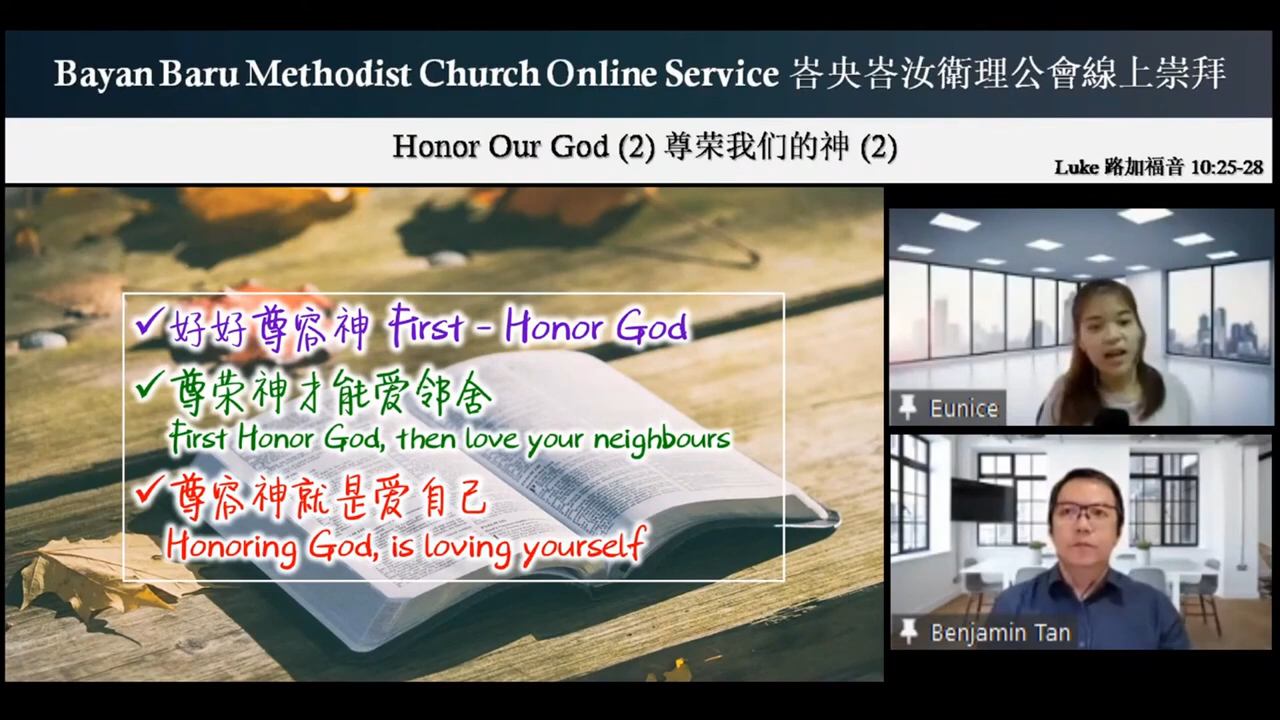 Bayan Baru Methodist Church Online Service 峇央峇汝衛理公會線上崇拜
Honor Our God (2) 尊荣我们的神 (2)
Luke 路加福音 10:25-28
✓好好尊容神 First - Honor God
✓尊荣神才能爱邻舍
First Honor God, then love your neighbours
✓尊容神就是爱自己
Honoring God, is loving yourself
Eunice
Benjamin Tan